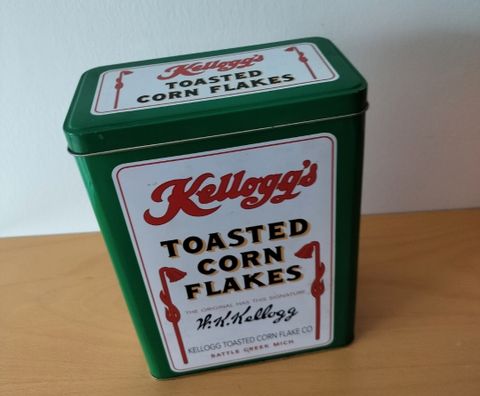 Kellogg's
TOASTED
CORN FLAKES
Kellogg's
TOASTED
CORN
FLAKES
THE ORIGINAL HAS THIS SIGNATURE
W.K.Kellogg
KELLOGG TOASTED CORN FLAKE CO
BATTLE CREEK MICH